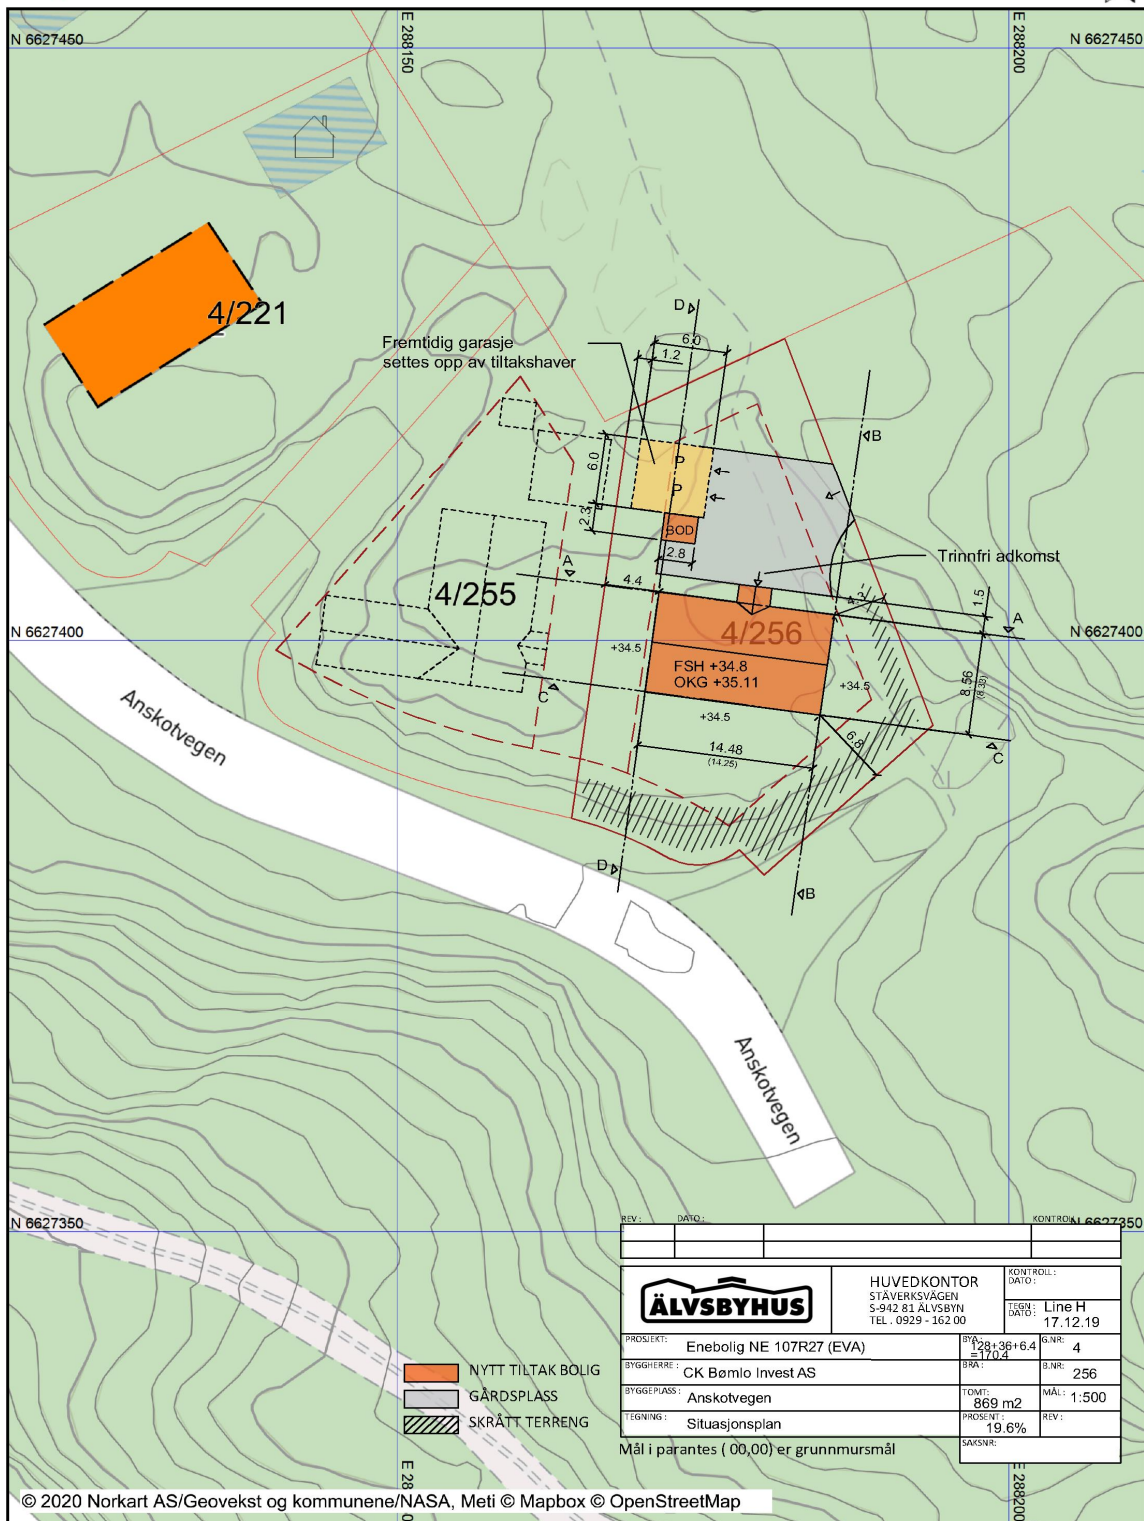 N 6627450
E 288150
E 288200
N 6627450
4/221
Fremtidig garasje
settes opp av tiltakshaver
D
6.0
1.2
B
6.0
P
P
2.3
BOD
2.8
A
4.4
Trinnfri adkomst
4/255
4.2
1.5
A
N 6627400
N 6627400
4/256
+34.5
FSH +34.8
OKG +35.11
+34.5
8.56
(8.33)
C
+34.5
14.48
(14.25)
6.8
C
Anskotvegen
D
B
Anskotvegen
N 6627350
N 6627350
REV :
DATO :
KONTROLL
ÄLVSBYHUS
HUVEDKONTOR
STÄVERKSVÄGEN
S-942 81 ÄLVSBYN
TEL . 0929 - 162 00
KONTROLL :
DATO :
TEGN :
DATO :
Line H
17.12.19
PROSJEKT:
Enebolig NE 107R27 (EVA)
BYA :
128+36+6.4
=170.4
G.NR:
4
BYGGHERRE :
CK Bømlo Invest AS
BRA :
B.NR:
256
BYGGEPLASS :
Anskotvegen
TOMT:
869 m2
MÅL :
1:500
TEGNING :
Situasjonsplan
PROSENT :
19.6%
REV :
SAKSNR:
Mål i parantes ( 00,00) er grunnmursmål
NYTT TILTAK BOLIG
GÅRDSPLASS
SKRÅTT TERRENG
E 28
0
E 288200
© 2020 Norkart AS/Geovekst og kommunene/NASA, Meti © Mapbox © OpenStreetMap